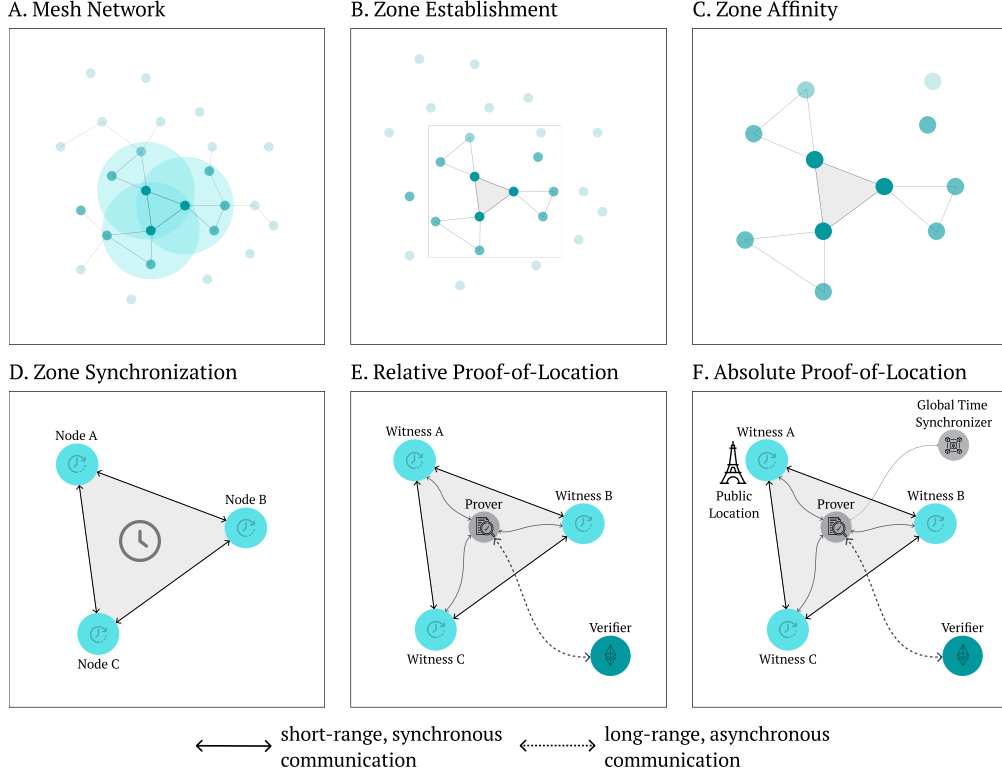 A. Mesh Network
B. Zone Establishment
C. Zone Affinity
D. Zone Synchronization
E. Relative Proof-of-Location
F. Absolute Proof-of-Location
Node A
Node B
Node C
Witness A
Prover
Witness B
Witness C
Verifier
Global Time
Synchronizer
Witness A
Public
Location
Prover
Witness B
Witness C
Verifier
short-range, synchronous
communication
long-range, asynchronous
communication